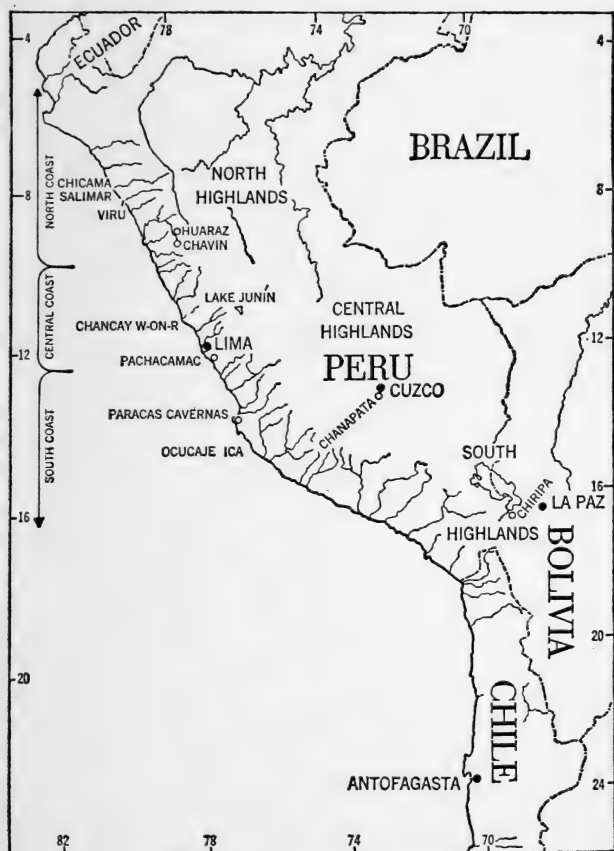 78
74
70
4
4
ECUADOR
BRAZIL
NORTH
HIGHLANDS
NORTH COAST
8
8
CHICAMA
SALIMAR
VIRU
HUARAZ
CHAVIN
CENTRAL COAST
LAKE JUNÍN
CENTRAL
HIGHLANDS
CHANCAY W-ON-R
LIMA
12
12
PERU
PACHACAMAC
CUZCO
CHANAPATA
SOUTH COAST
PARACAS CAVERNAS
OCUCAJE ICA
SOUTH
16
16
CHIRIPA
LA PAZ
HIGHLANDS
BOLIVIA
20
20
CHILE
ANTOFAGASTA
24
82
78
74
70